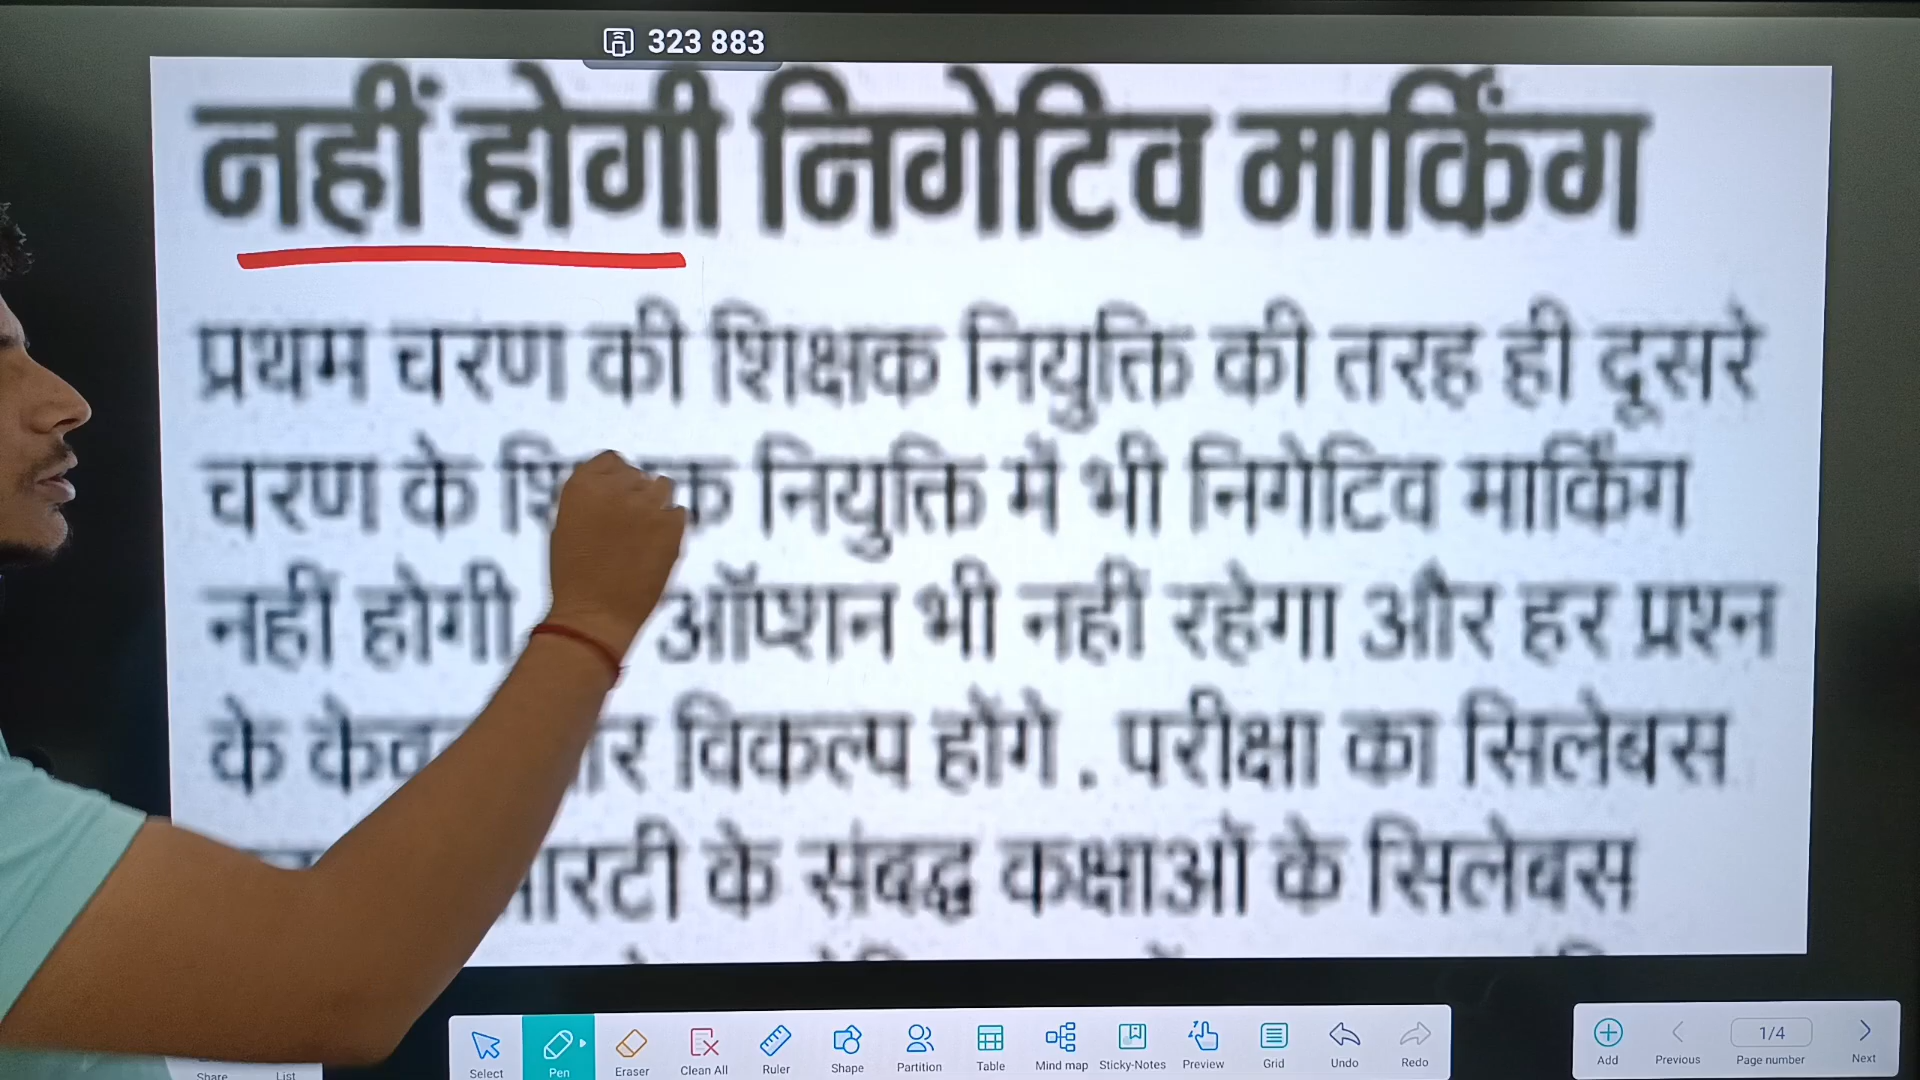 323 883
नहीं होगी निगेटिव मार्किंग
प्रथम चरण की शिक्षक नियुक्ति की तरह ही दूसरे
चरण के नियुक्ति में भी निगेटिव मार्किंग
नहीं होगी ऑप्शन भी नहीं रहेगा और हर प्रश्न
के विकल्प होंगे . परीक्षा का सिलेबस
के संबद्ध कक्षाओं के सिलेबस
Select Pen Eraser Clean All Ruler Shape Partition Table Mind map Sticky-Notes Preview Grid Undo Redo
1/4
Add Previous Page number Next
Share List